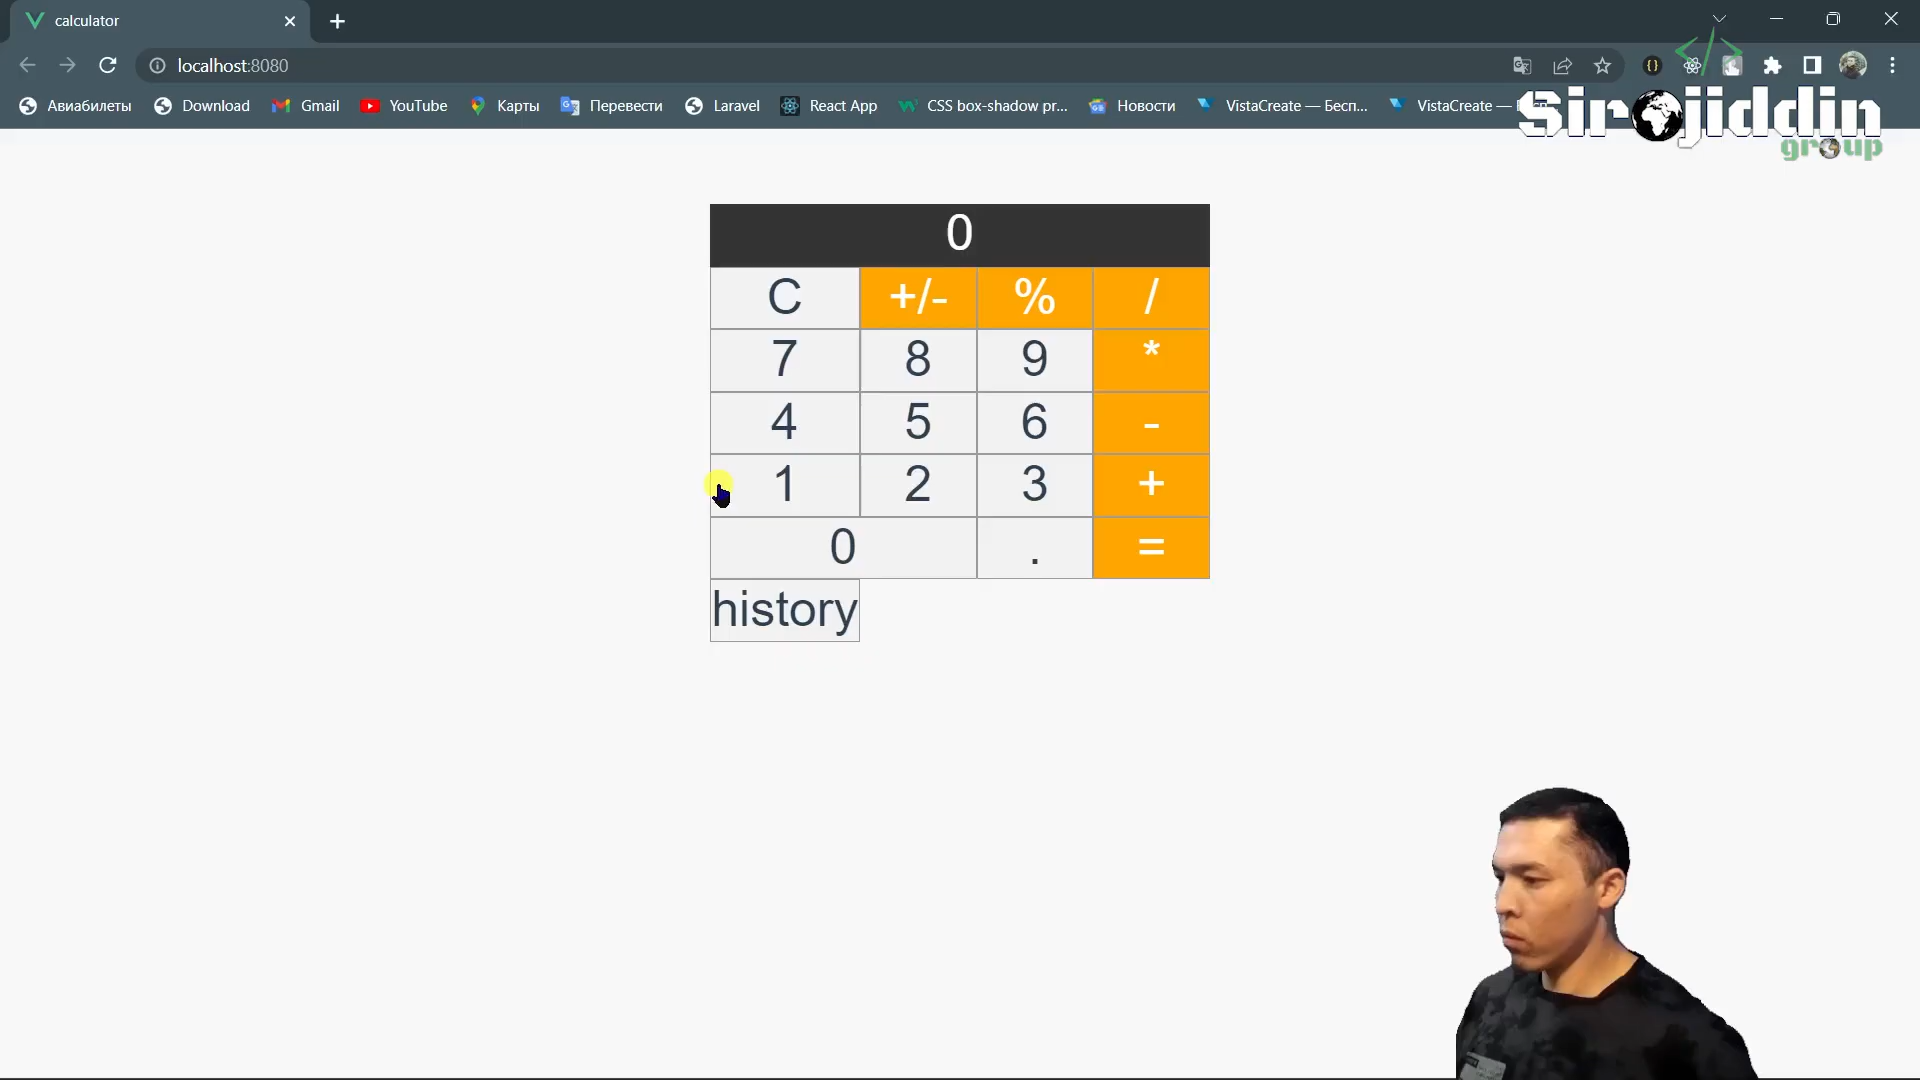 calculator
localhost:8080
Авиабилеты Download Gmail YouTube Карты Перевести Laravel React App CSS box-shadow pr... Новости VistaCreate — Бесп... VistaCreate —
Sirojiddin
group
0
C +/- % /
7 8 9 *
4 5 6 -
1 2 3 +
0 . =
history